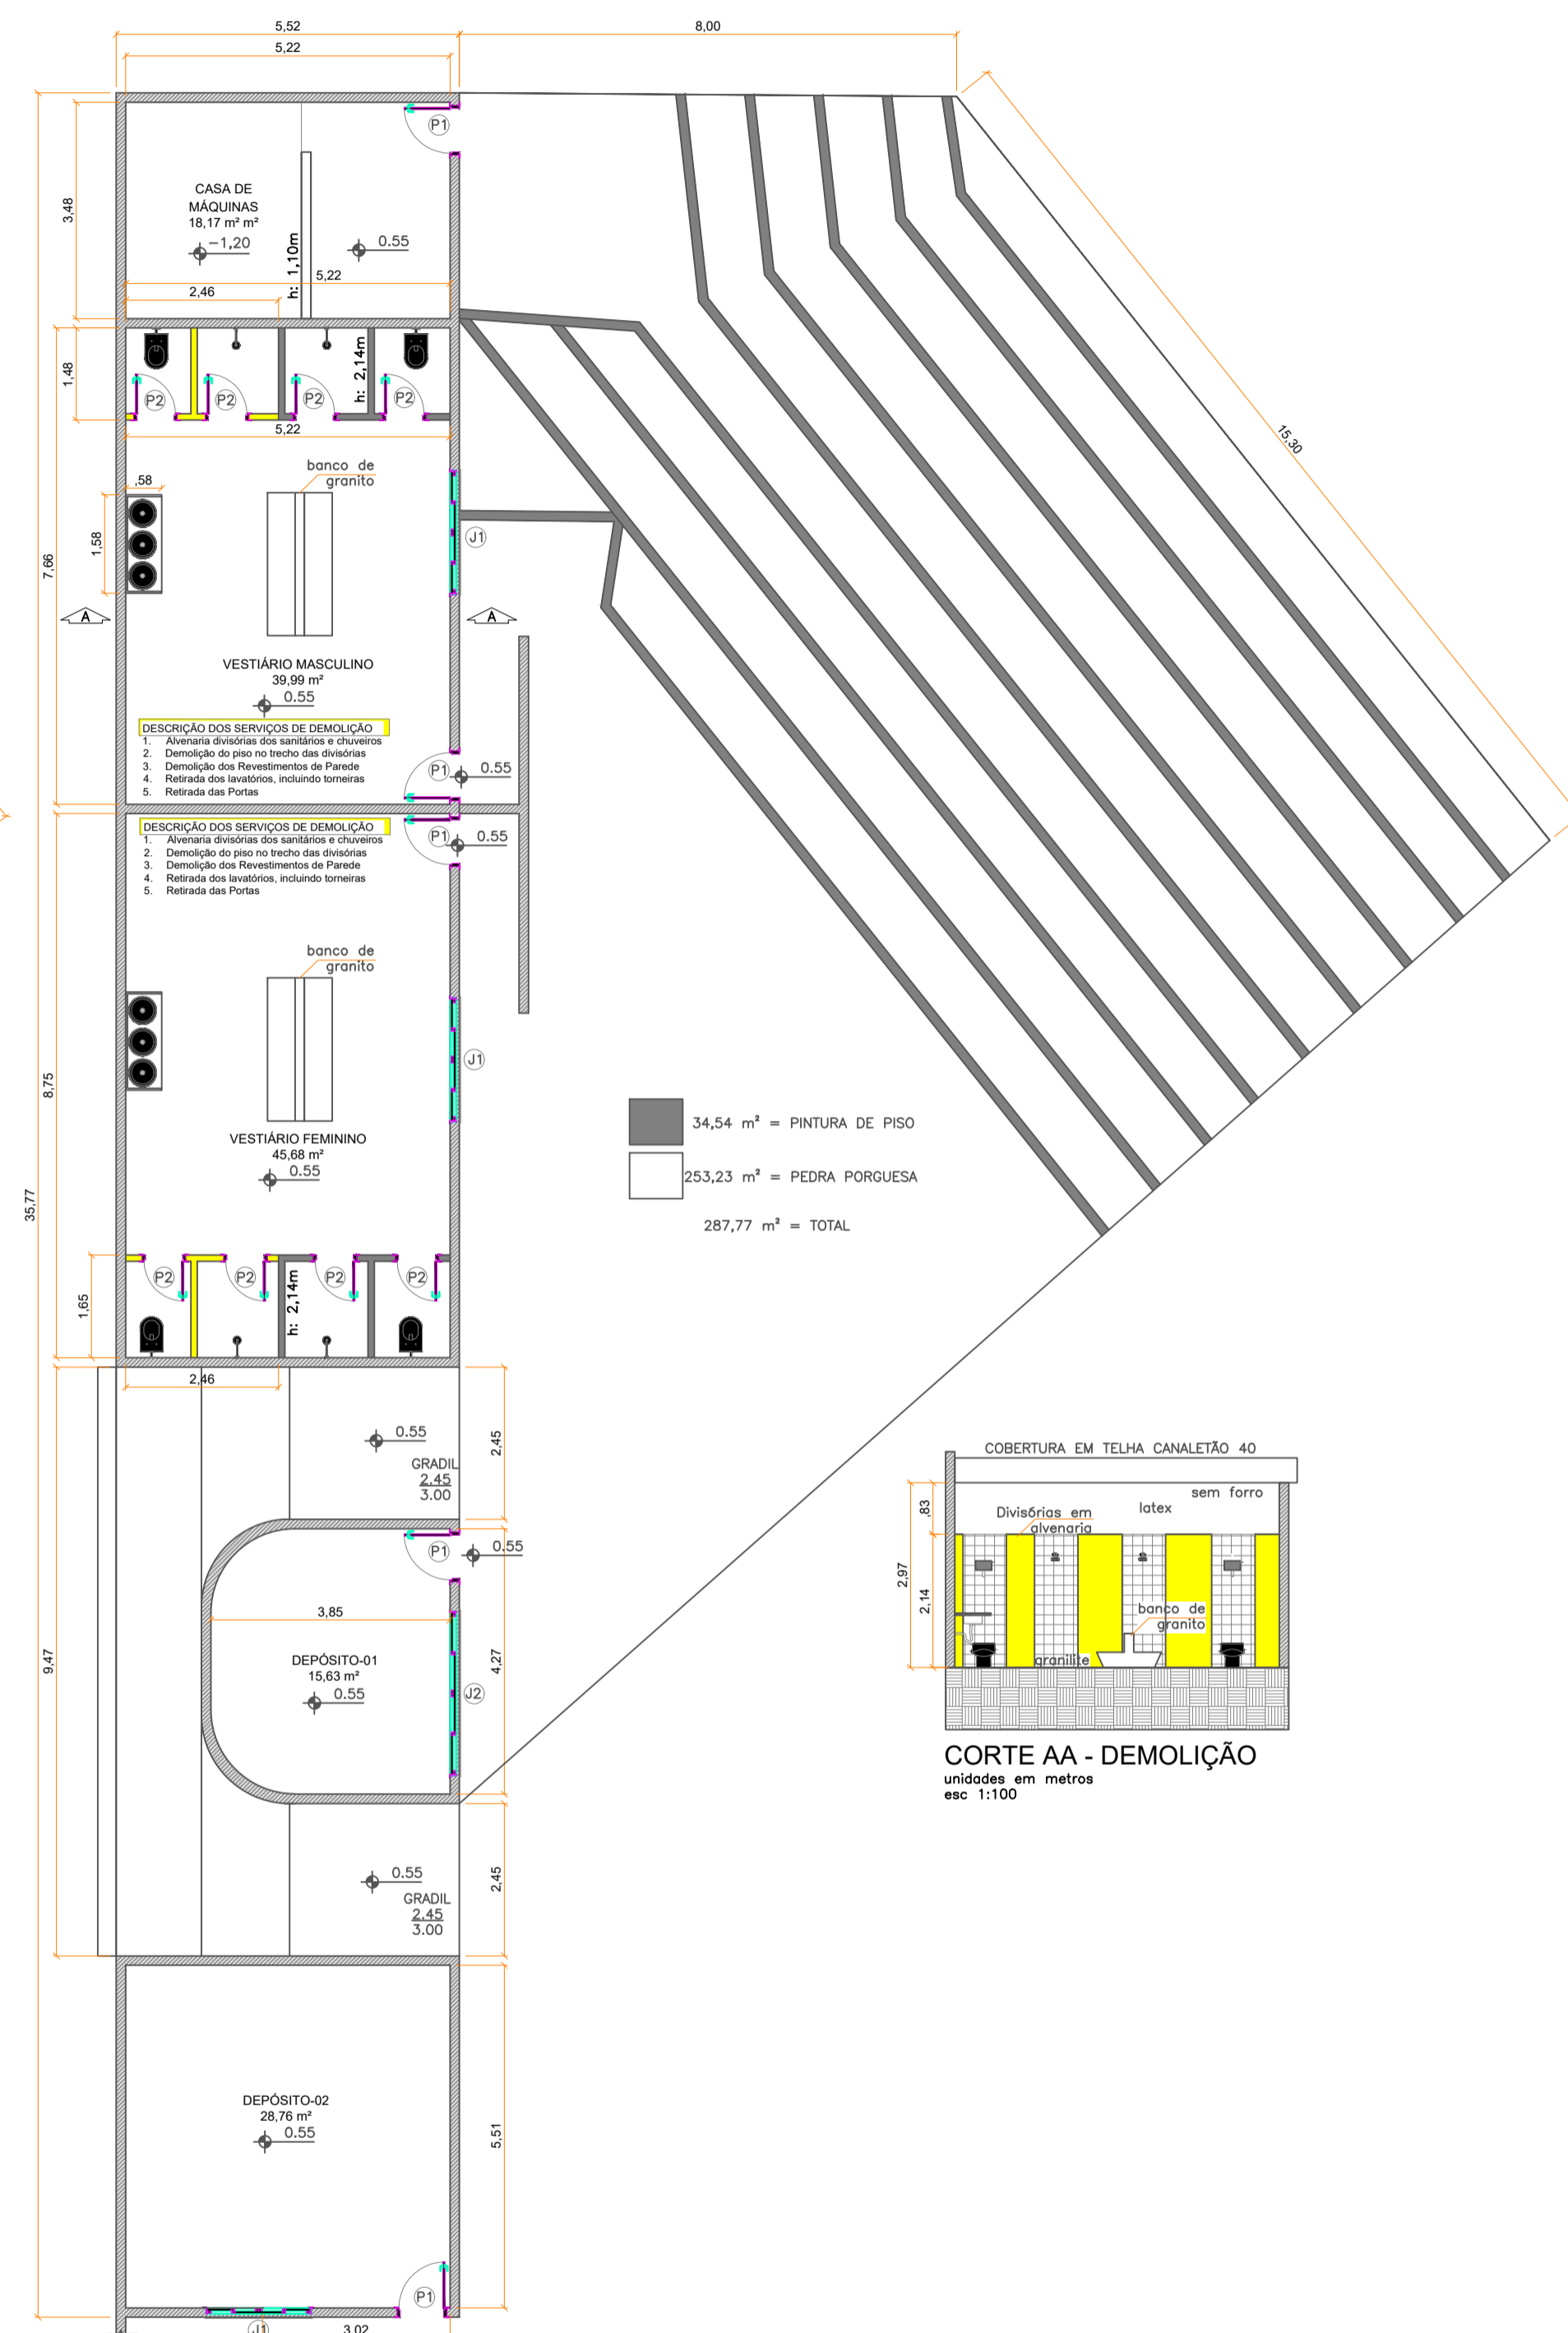 5,52
8,00
5,22
P1
3,48
CASA DE
MÁQUINAS
18,17 m² m²
-1,20
0.55
h: 1,10m
5,22
2,46
15,30
1,48
h: 2,14m
P2
P2
P2
P2
5,22
banco de
granito
,58
1,58
J1
7,66
A
A
VESTIÁRIO MASCULINO
39,99 m²
0.55
DESCRIÇÃO DOS SERVIÇOS DE DEMOLIÇÃO
1. Alvenaria divisórias dos sanitários e chuveiros
2. Demolição do piso no trecho das divisórias
3. Demolição dos Revestimentos de Parede
4. Retirada dos lavatórios, incluindo torneiras
5. Retirada das Portas
P1
0.55
DESCRIÇÃO DOS SERVIÇOS DE DEMOLIÇÃO
1. Alvenaria divisórias dos sanitários e chuveiros
2. Demolição do piso no trecho das divisórias
3. Demolição dos Revestimentos de Parede
4. Retirada dos lavatórios, incluindo torneiras
5. Retirada das Portas
P1
0.55
banco de
granito
J1
8,75
VESTIÁRIO FEMININO
45,68 m²
0.55
34,54 m² = PINTURA DE PISO
253,23 m² = PEDRA PORGUESA
287,77 m² = TOTAL
35,77
P2
P2
P2
P2
h: 2,14m
1,65
2,46
0.55
2,45
GRADIL
2.45
3.00
P1
0.55
3,85
9,47
DEPÓSITO-01
15,63 m²
0.55
4,27
J2
COBERTURA EM TELHA CANALETÃO 40
sem forro
,83
latex
Divisórias em
alvenaria
2,97
2,14
banco de
granito
granilite
CORTE AA - DEMOLIÇÃO
unidades em metros
esc 1:100
0.55
2,45
GRADIL
2.45
3.00
DEPÓSITO-02
28,76 m²
0.55
5,51
P1
J1
3,02